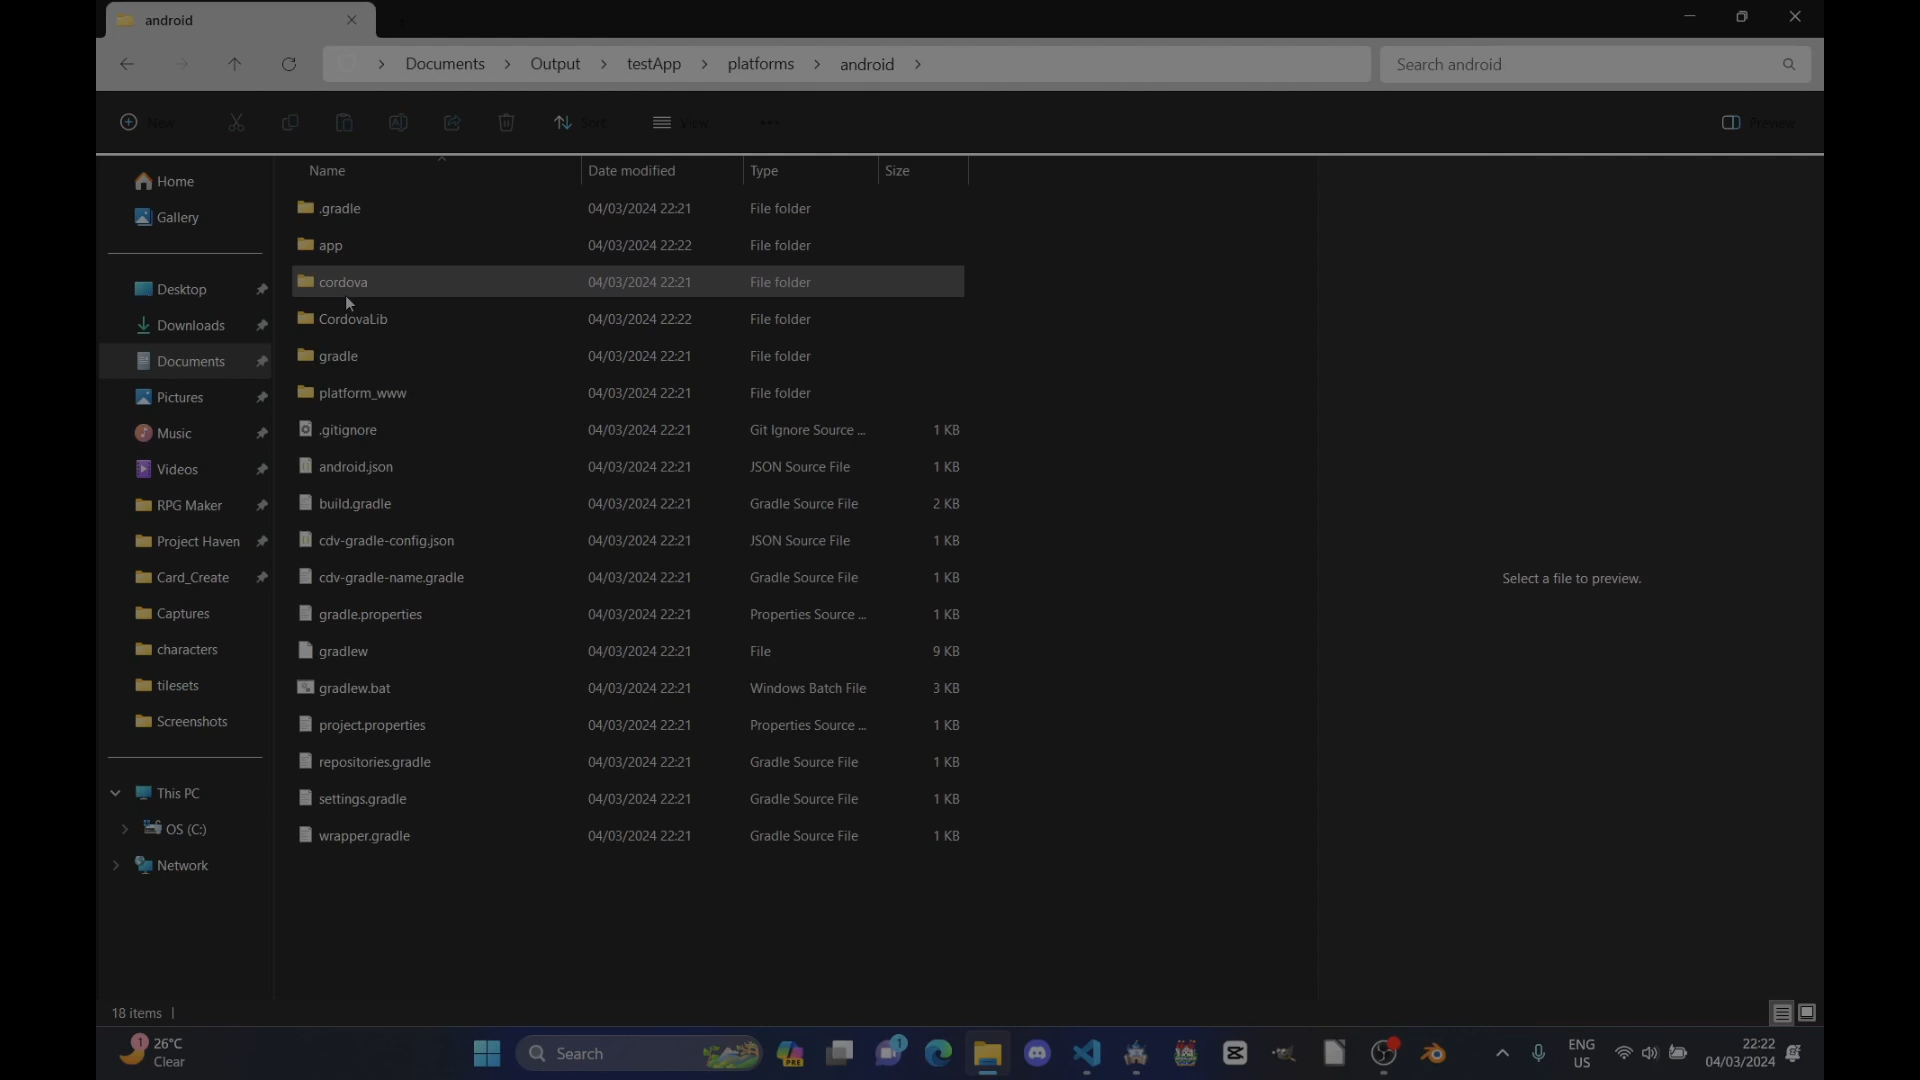 android
Documents > Output > testApp > platforms > android >
Search android
New
Sort
View
Preview
Name Date modified Type Size
.gradle 04/03/2024 22:21 File folder
app 04/03/2024 22:22 File folder
cordova 04/03/2024 22:21 File folder
CordovaLib 04/03/2024 22:22 File folder
gradle 04/03/2024 22:21 File folder
platform_www 04/03/2024 22:21 File folder
.gitignore 04/03/2024 22:21 Git Ignore Source ... 1 KB
android.json 04/03/2024 22:21 JSON Source File 1 KB
build.gradle 04/03/2024 22:21 Gradle Source File 2 KB
cdv-gradle-config.json 04/03/2024 22:21 JSON Source File 1 KB
cdv-gradle-name.gradle 04/03/2024 22:21 Gradle Source File 1 KB
gradle.properties 04/03/2024 22:21 Properties Source ... 1 KB
gradlew 04/03/2024 22:21 File 9 KB
gradlew.bat 04/03/2024 22:21 Windows Batch File 3 KB
project.properties 04/03/2024 22:21 Properties Source ... 1 KB
repositories.gradle 04/03/2024 22:21 Gradle Source File 1 KB
settings.gradle 04/03/2024 22:21 Gradle Source File 1 KB
wrapper.gradle 04/03/2024 22:21 Gradle Source File 1 KB
Home
Gallery
Desktop
Downloads
Documents
Pictures
Music
Videos
RPG Maker
Project Haven
Card_Create
Captures
characters
tilesets
Screenshots
This PC
OS (C:)
Network
Select a file to preview.
18 items
1
26°C
Clear
Search
PRE
1
ENG
US
22:22
04/03/2024